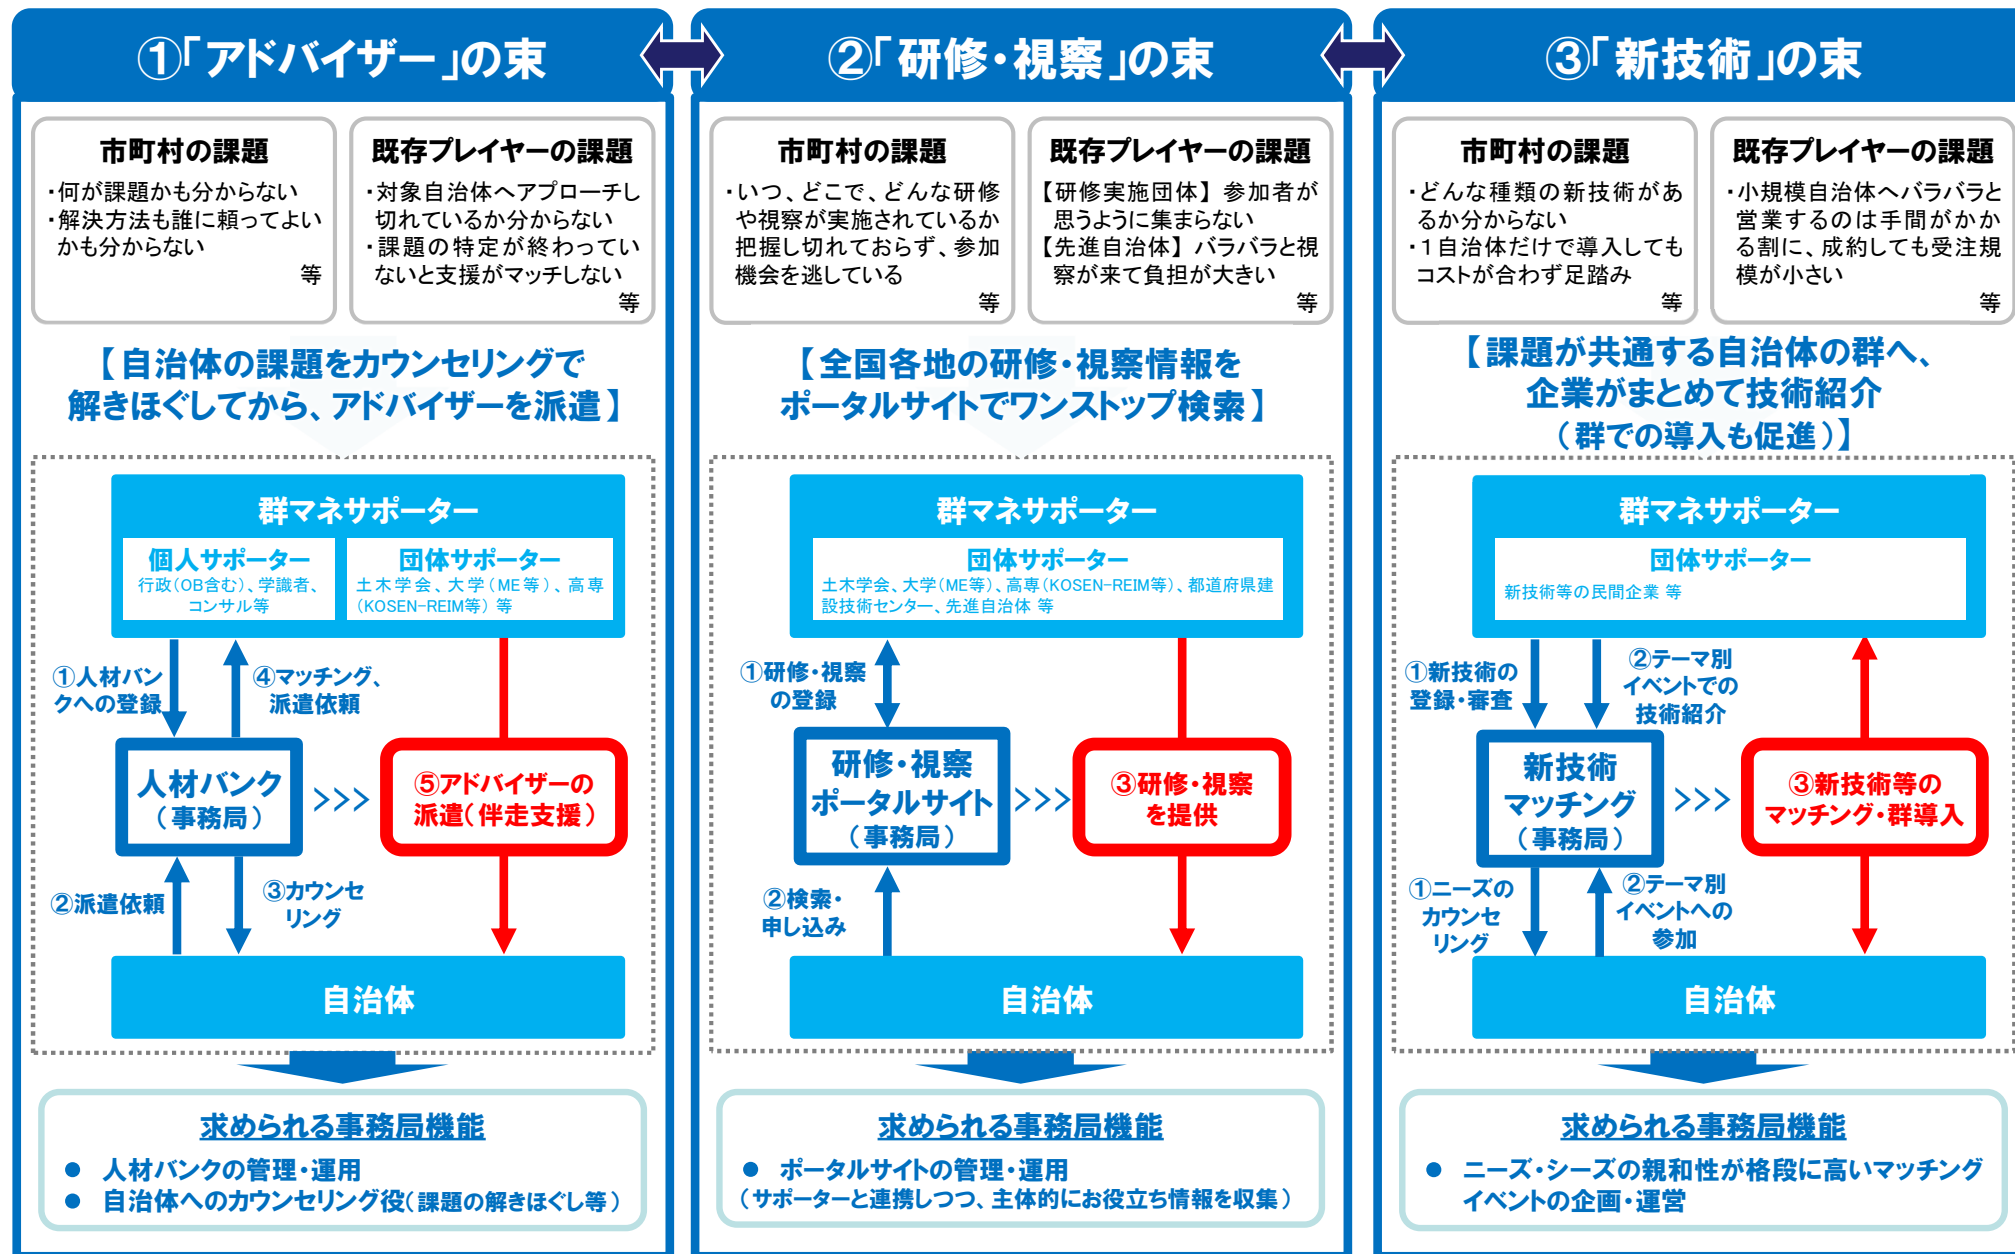 ①「アドバイザー」の束
市町村の課題
・何が課題かも分からない
・解決方法も誰に頼ってよい
かも分からない
等
既存プレイヤーの課題
・対象自治体へアプローチし
切れているか分からない
・課題の特定が終わってい
ないと支援がマッチしない
等
【自治体の課題をカウンセリングで
解きほぐしてから、アドバイザーを派遣】
群マネサポーター
個人サポーター
行政(OB含む)、学識者、
コンサル等
団体サポーター
土木学会、大学(ME等)、高専
(KOSEN-REIM等) 等
①人材バン
クへの登録
④マッチング、
派遣依頼
人材バンク
(事務局)
>>>
⑤アドバイザーの
派遣(伴走支援)
②派遣依頼
③カウンセ
リング
自治体
求められる事務局機能
● 人材バンクの管理・運用
● 自治体へのカウンセリング役(課題の解きほぐし等)
②「研修・視察」の束
市町村の課題
・いつ、どこで、どんな研修
や視察が実施されているか
把握し切れておらず、参加
機会を逃している
等
既存プレイヤーの課題
【研修実施団体】参加者が
思うように集まらない
【先進自治体】バラバラと視
察が来て負担が大きい
等
【全国各地の研修・視察情報を
ポータルサイトでワンストップ検索】
群マネサポーター
団体サポーター
土木学会、大学(ME等)、高専(KOSEN-REIM等)、都道府県建
設技術センター、先進自治体 等
①研修・視察
の登録
研修・視察
ポータルサイト
(事務局)
>>>
③研修・視察
を提供
②検索・
申し込み
自治体
求められる事務局機能
● ポータルサイトの管理・運用
(サポーターと連携しつつ、主体的にお役立ち情報を収集)
③「新技術」の束
市町村の課題
・どんな種類の新技術があ
るか分からない
・1自治体だけで導入しても
コストが合わず足踏み
等
既存プレイヤーの課題
・小規模自治体へバラバラと
営業するのは手間がかか
る割に、成約しても受注規
模が小さい
等
【課題が共通する自治体の群へ、
企業がまとめて技術紹介
(群での導入も促進)】
群マネサポーター
団体サポーター
新技術等の民間企業 等
①新技術の
登録・審査
②テーマ別
イベントでの
技術紹介
新技術
マッチング
(事務局)
>>>
③新技術等の
マッチング・群導入
①ニーズの
カウンセ
リング
②テーマ別
イベントへの
参加
自治体
求められる事務局機能
● ニーズ・シーズの親和性が格段に高いマッチング
イベントの企画・運営